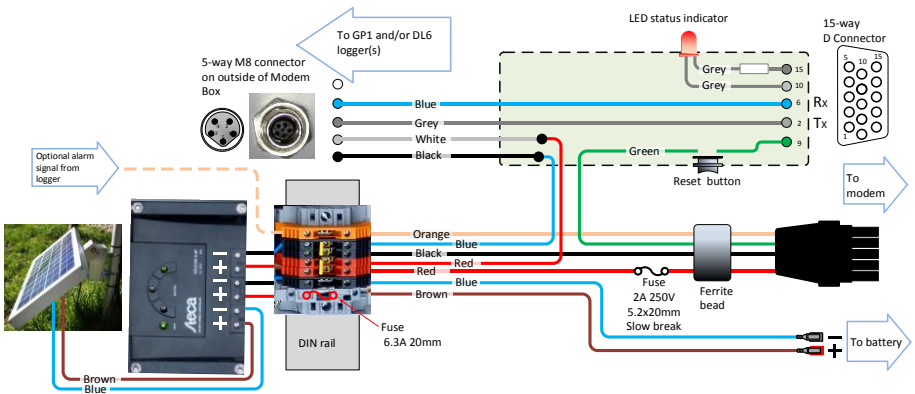 To GP1 and/or DL6
logger(s)
LED status indicator
15-way
D Connector
5-way M8 connector
on outside of Modem
Box
Grey
15
Grey
10
5
10
15
1
Blue
6
Rx
Grey
2
Tx
White
9
Black
Green
Reset button
Optional alarm
signal from
logger
To
modem
Orange
Blue
Black
Red
Red
Blue
Brown
Fuse
2A 250V
5.2x20mm
Slow break
Ferrite
bead
Steca
Fuse
6.3A 20mm
DIN rail
To battery
Brown
Blue